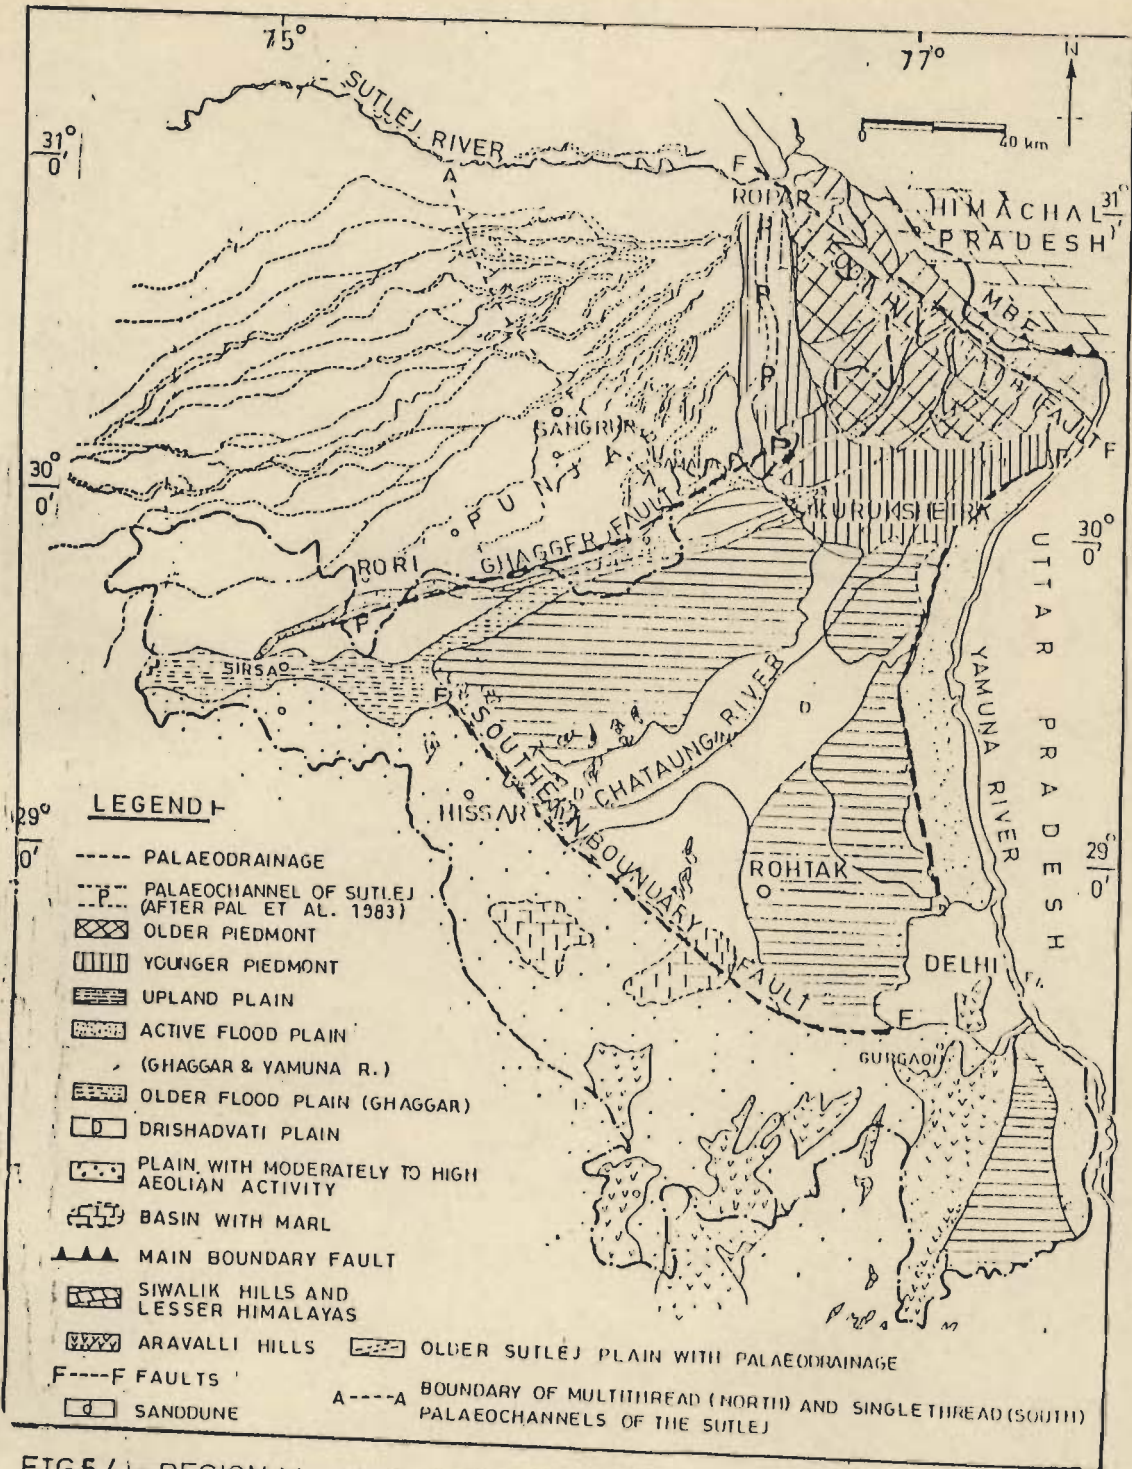 75°
77°
N
SUTLEJ RIVER
0 40 km
31°
0'
A
F
ROPAR
HIMACHAL
PRADESH
31°
FOOT HILL
MBF
P
P
SANGRUR
FAULT
F
30°
0'
PUNJA
P
KURUKSHETRA
30°
0'
RORI
GHAGGER FAULT
F
UTTAR PRADESH
SIRSA
F
YAMUNA RIVER
D
CHATAUNG RIVER
SOUTHERN BOUNDARY FAULT
HISSAR
29°
0'
29°
0'
ROHTAK
DELHI
F
GURGAON
LEGEND
PALAEODRAINAGE
P PALAEOCHANNEL OF SUTLEJ
(AFTER PAL ET AL. 1983)
OLDER PIEDMONT
YOUNGER PIEDMONT
UPLAND PLAIN
ACTIVE FLOOD PLAIN
(GHAGGAR & YAMUNA R.)
OLDER FLOOD PLAIN (GHAGGAR)
D DRISHADVATI PLAIN
PLAIN WITH MODERATELY TO HIGH
AEOLIAN ACTIVITY
BASIN WITH MARL
MAIN BOUNDARY FAULT
SIWALIK HILLS AND
LESSER HIMALAYAS
ARAVALLI HILLS
OLDER SUTLEJ PLAIN WITH PALAEODRAINAGE
F----F FAULTS
A----A BOUNDARY OF MULTITHREAD (NORTH) AND SINGLETHREAD (SOUTH)
PALAEOCHANNELS OF THE SUTLEJ
SANDDUNE